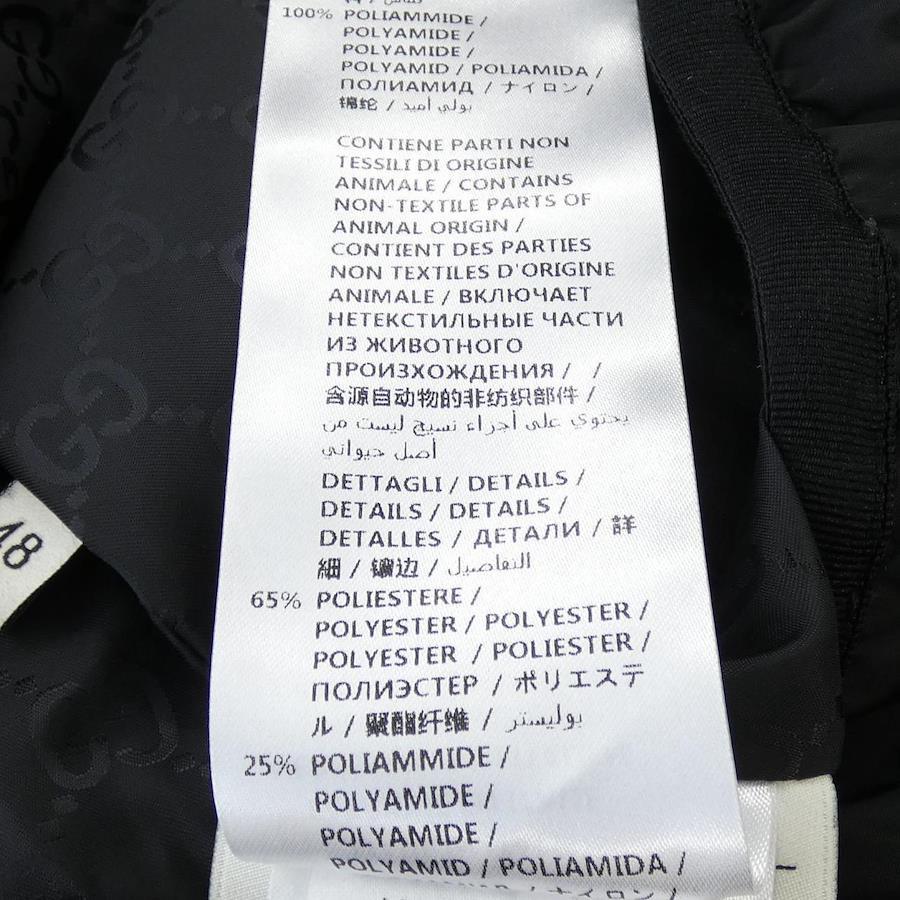 100% POLIAMMIDE /
POLYAMIDE /
POLYAMIDE /
POLYAMID / POLIAMIDA /
ПОЛИАМИД / ナイロン /
锦纶 / بولي أميد
CONTIENE PARTI NON
TESSILI DI ORIGINE
ANIMALE / CONTAINS
NON-TEXTILE PARTS OF
ANIMAL ORIGIN /
CONTIENT DES PARTIES
NON TEXTILES D'ORIGINE
ANIMALE / ВКЛЮЧАЕТ
НЕТЕКСТИЛЬНЫЕ ЧАСТИ
ИЗ ЖИВОТНОГО
ПРОИЗХОЖДЕНИЯ / /
含源自动物的非纺织部件 /
يحتوي على أجزاء نسيج ليست من
أصل حيواني
DETTAGLI / DETAILS /
DETAILS / DETAILS /
DETALLES / ДЕТАЛИ / 詳
細 / 镶边 / التفاصيل
65% POLIESTERE /
POLYESTER / POLYESTER /
POLYESTER / POLIESTER /
ПОЛИЭСТЕР / ポリエステ
ル / 聚酯纤维 / بوليستر
25% POLIAMMIDE /
POLYAMIDE /
POLYAMIDE /
POLYAMID / POLIAMIDA /
ナイロン /
48